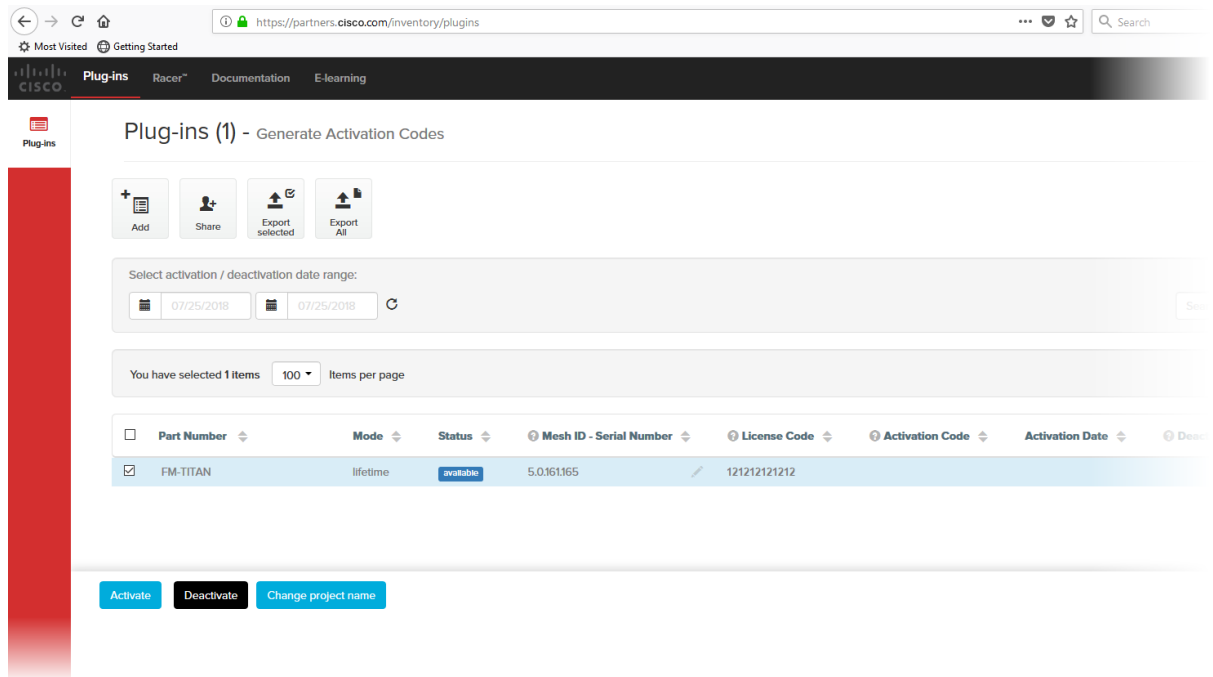 https://partners.cisco.com/inventory/plugins
Search
Most Visited Getting Started
CISCO Plug-ins Racer™ Documentation E-learning
Plug-ins
Plug-ins (1) - Generate Activation Codes
Add
Share
Export selected
Export All
Select activation / deactivation date range:
07/25/2018 07/25/2018
You have selected 1 items 100 Items per page
Part Number Mode Status Mesh ID - Serial Number License Code Activation Code Activation Date
FM-TITAN lifetime available 5.0.161.165 121212121212
Activate Deactivate Change project name